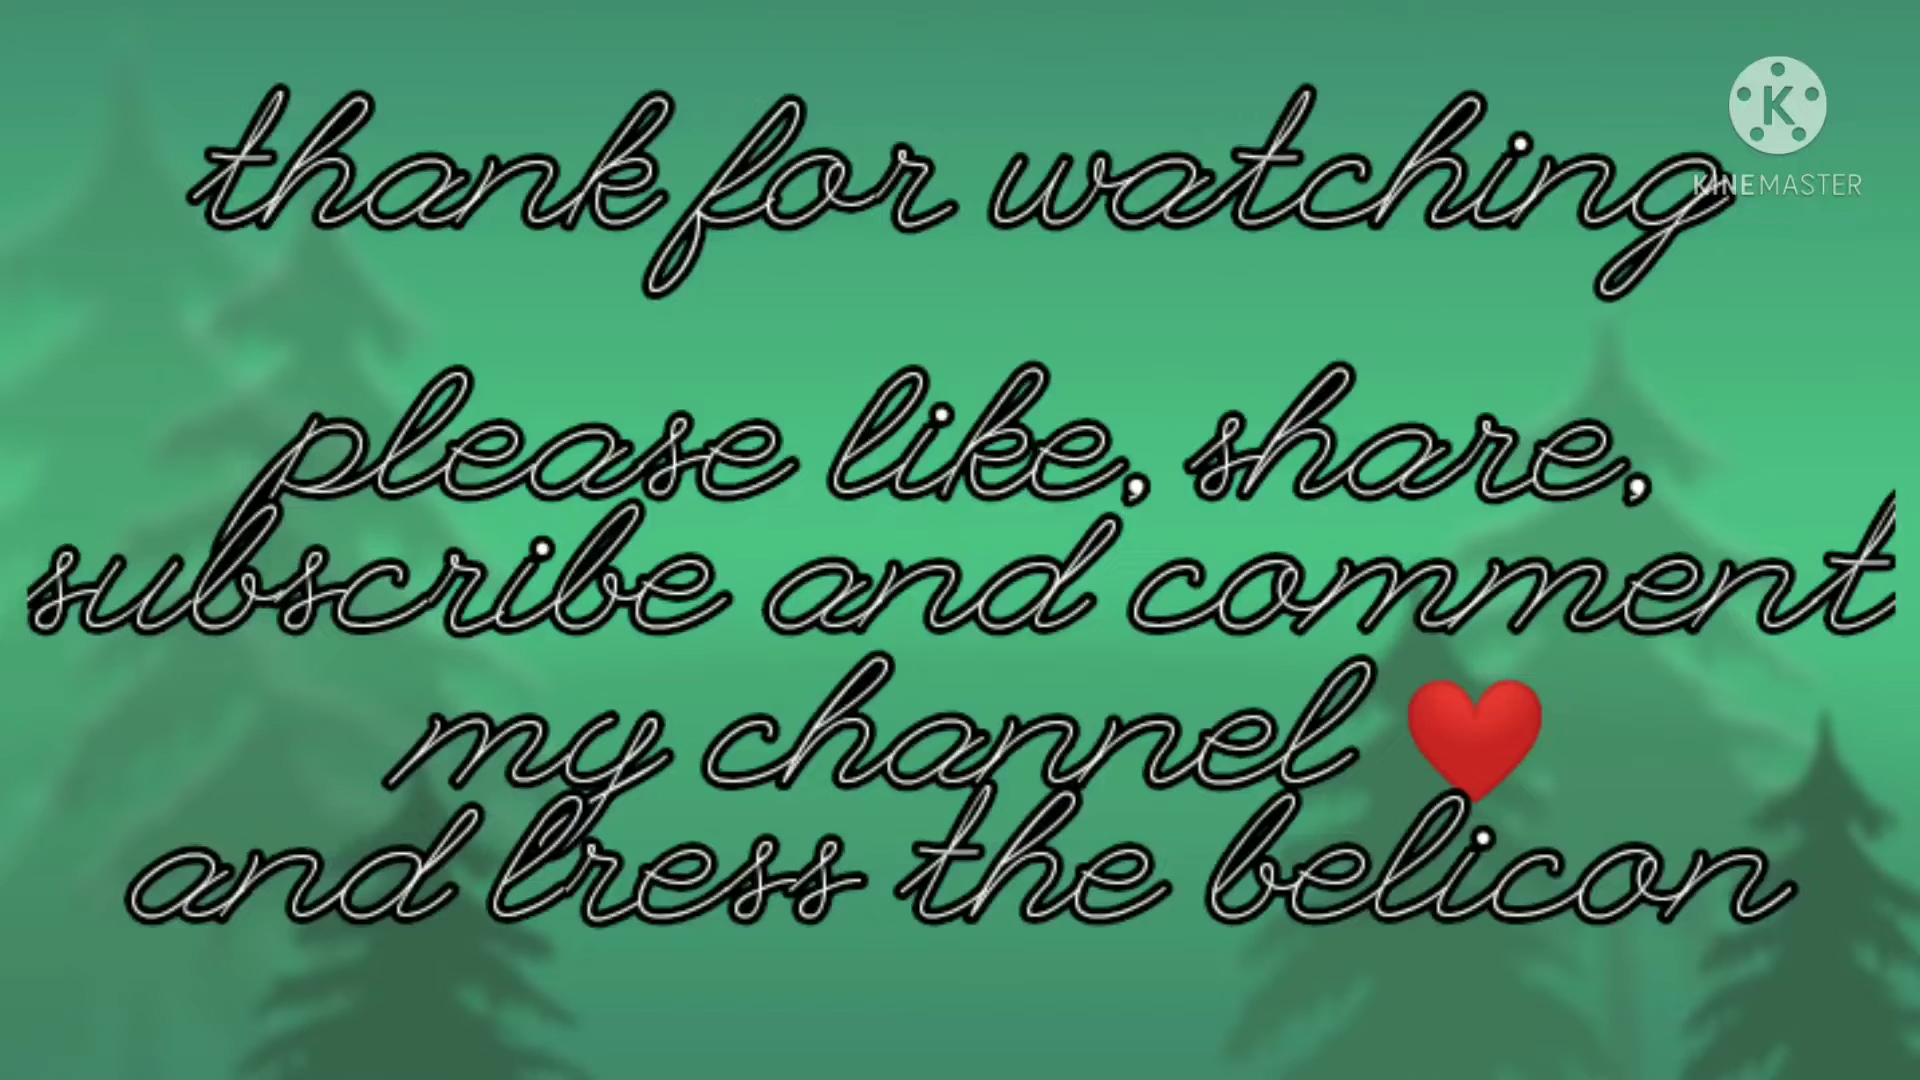 thank for watching
K
KINEMASTER
please like, share,
subscribe and comment
my channel ❤️
and lress the belicon